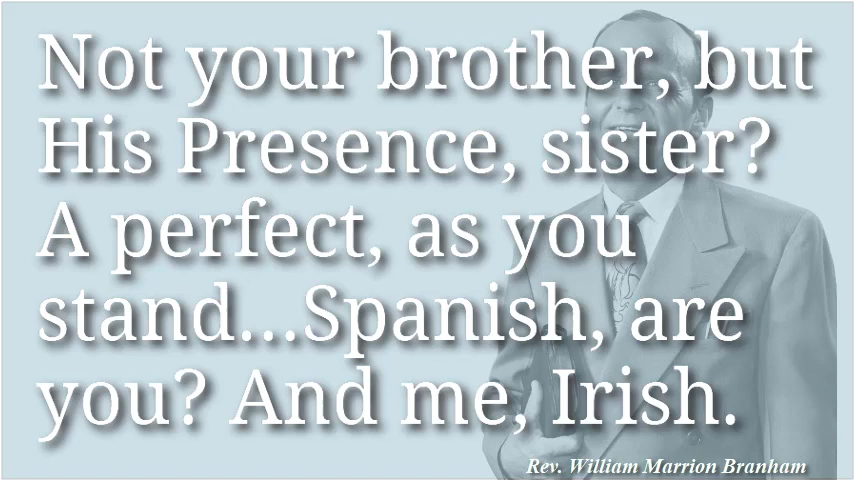 Not your brother, but
His Presence, sister?
A perfect, as you
stand...Spanish, are
you? And me, Irish.
Rev. William Marrion Branham